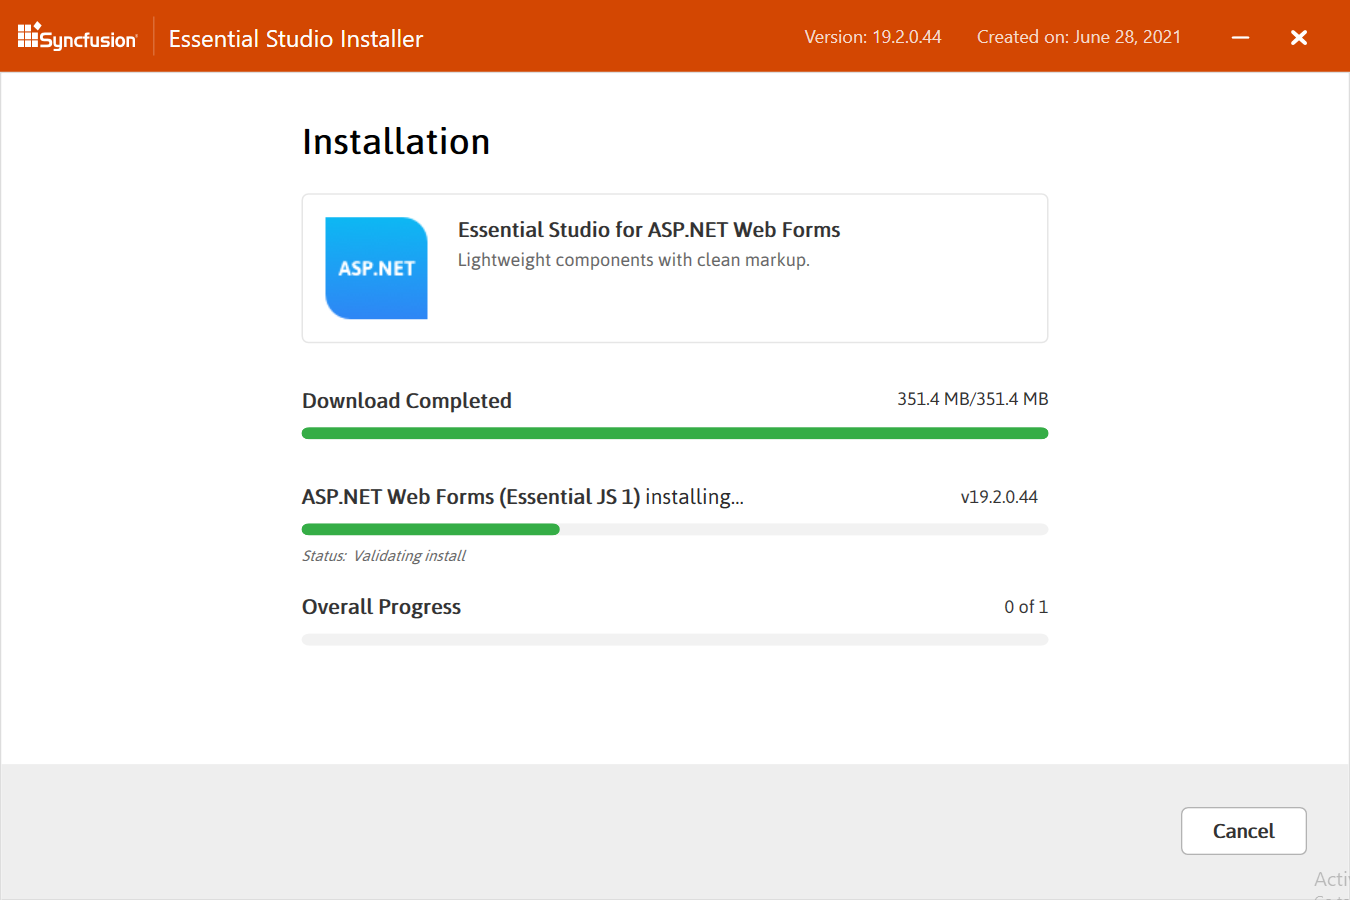 Syncfusion
Essential Studio Installer
Version: 19.2.0.44
Created on: June 28, 2021
Installation
ASP.NET
Essential Studio for ASP.NET Web Forms
Lightweight components with clean markup.
Download Completed
351.4 MB/351.4 MB
ASP.NET Web Forms (Essential JS 1) installing...
v19.2.0.44
Status: Validating install
Overall Progress
0 of 1
Cancel